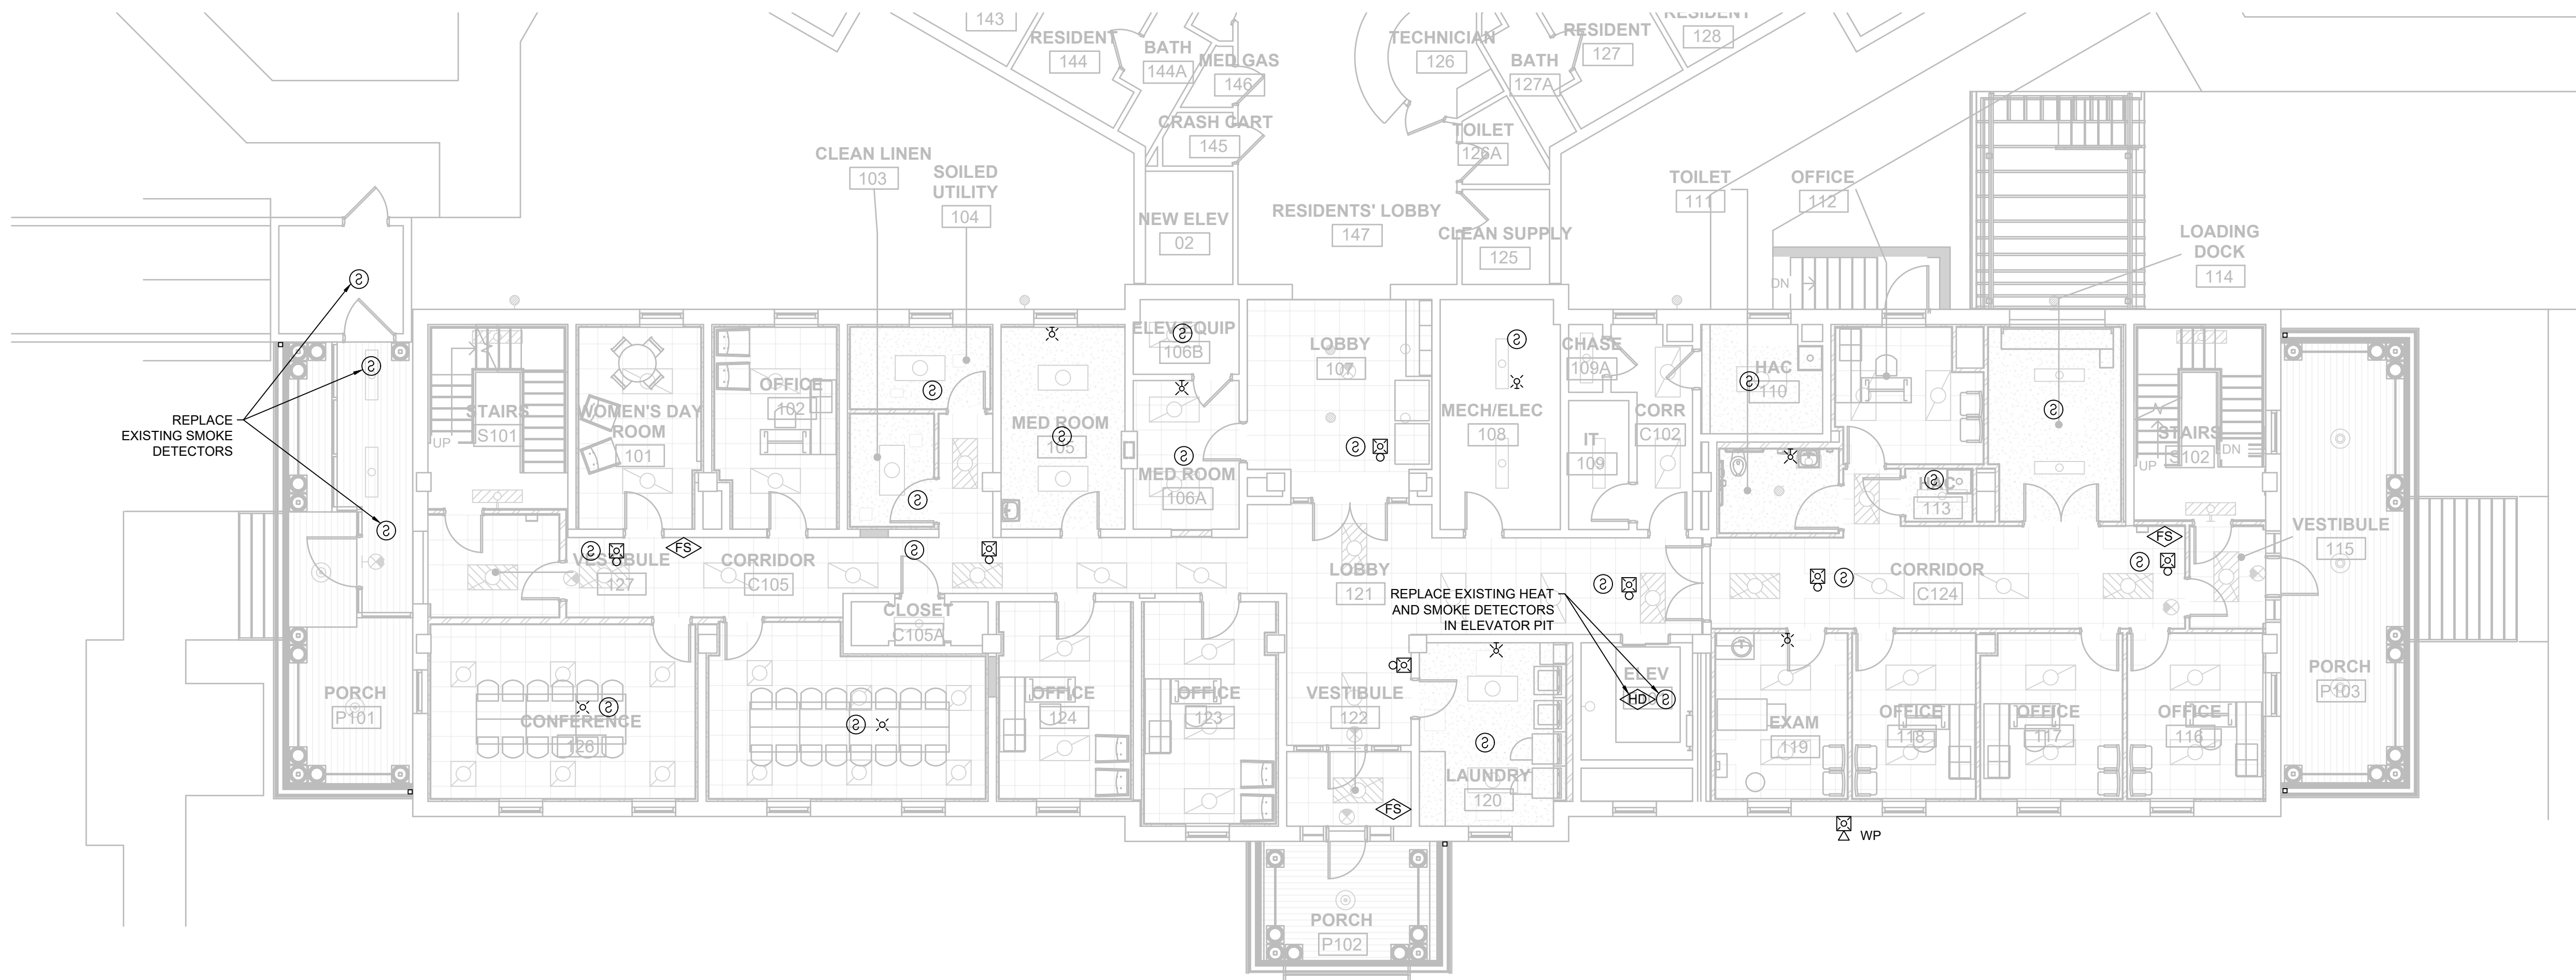 143
RESIDENT
144
BATH
144A
MED GAS
146
CRASH CART
145
TECHNICIAN
126
BATH
127A
RESIDENT
127
RESIDENT
128
TOILET
126A
CLEAN LINEN
103
SOILED
UTILITY
104
NEW ELEV
02
RESIDENTS' LOBBY
147
CLEAN SUPPLY
125
TOILET
111
OFFICE
112
LOADING
DOCK
114
DN
REPLACE
EXISTING SMOKE
DETECTORS
STAIRS
S101
UP
WOMEN'S DAY
ROOM
101
OFFICE
102
MED ROOM
105
ELEV EQUIP
106B
MED ROOM
106A
LOBBY
107
MECH/ELEC
108
CHASE
109A
IT
109
CORR
C102
HAC
110
HAC
113
STAIRS
S102
UP
DN
VESTIBULE
115
FS
VESTIBULE
127
FS
CORRIDOR
C105
CLOSET
C105A
LOBBY
121
REPLACE EXISTING HEAT
AND SMOKE DETECTORS
IN ELEVATOR PIT
CORRIDOR
C124
PORCH
P101
CONFERENCE
126
OFFICE
124
OFFICE
123
VESTIBULE
122
FS
LAUNDRY
120
ELEV
HD
EXAM
119
OFFICE
118
OFFICE
117
OFFICE
116
PORCH
P103
WP
PORCH
P102